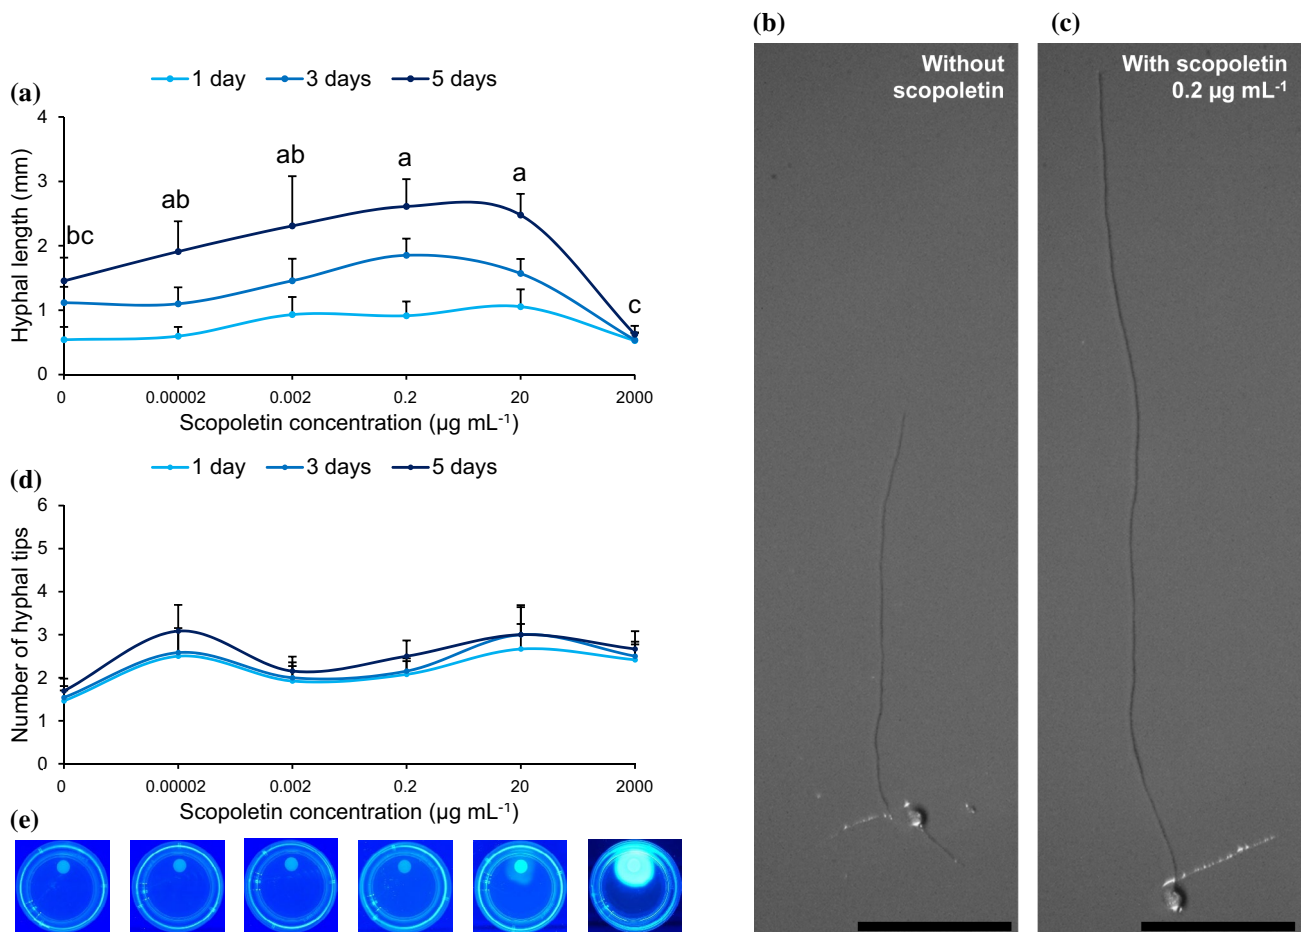 (a)
1 day 3 days 5 days
Hyphal length (mm)
4
3
2
1
0
bc
ab
ab
a
a
c
0 0.00002 0.002 0.2 20 2000
Scopoletin concentration (µg mL⁻¹)
(b)
Without
scopoletin
(c)
With scopoletin
0.2 µg mL⁻¹
(d)
1 day 3 days 5 days
Number of hyphal tips
6
5
4
3
2
1
0
0 0.00002 0.002 0.2 20 2000
Scopoletin concentration (µg mL⁻¹)
(e)